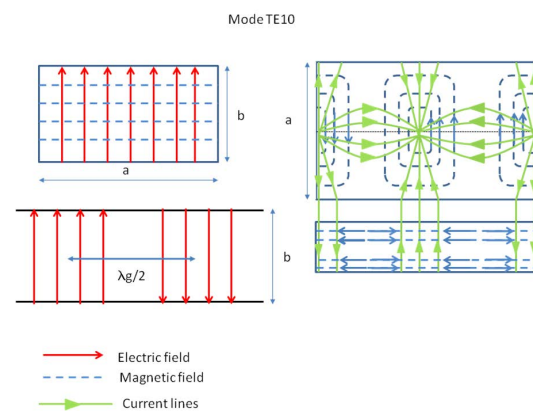 Mode TE10
b
a
a
λg/2
b
b
Electric field
Magnetic field
Current lines